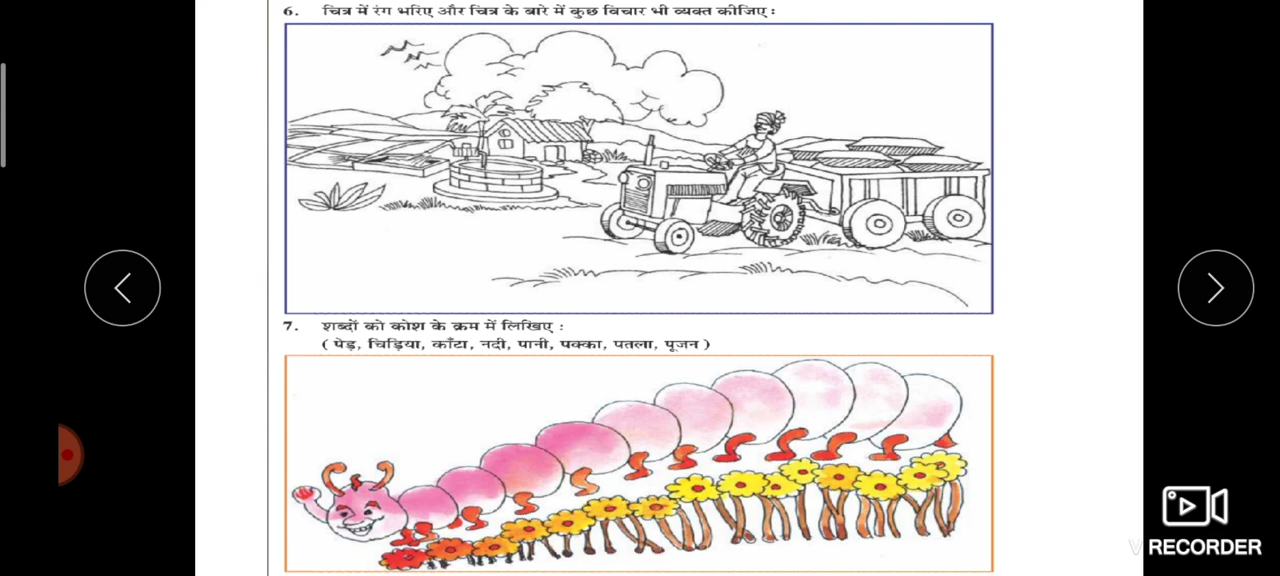 6. चित्र में रंग भरिए और चित्र के बारे में कुछ विचार भी व्यक्त कीजिए :
7. शब्दों को कोश के क्रम में लिखिए :
( पेड़, चिड़िया, काँटा, नदी, पानी, पक्का, पतला, पूजन )
V RECORDER